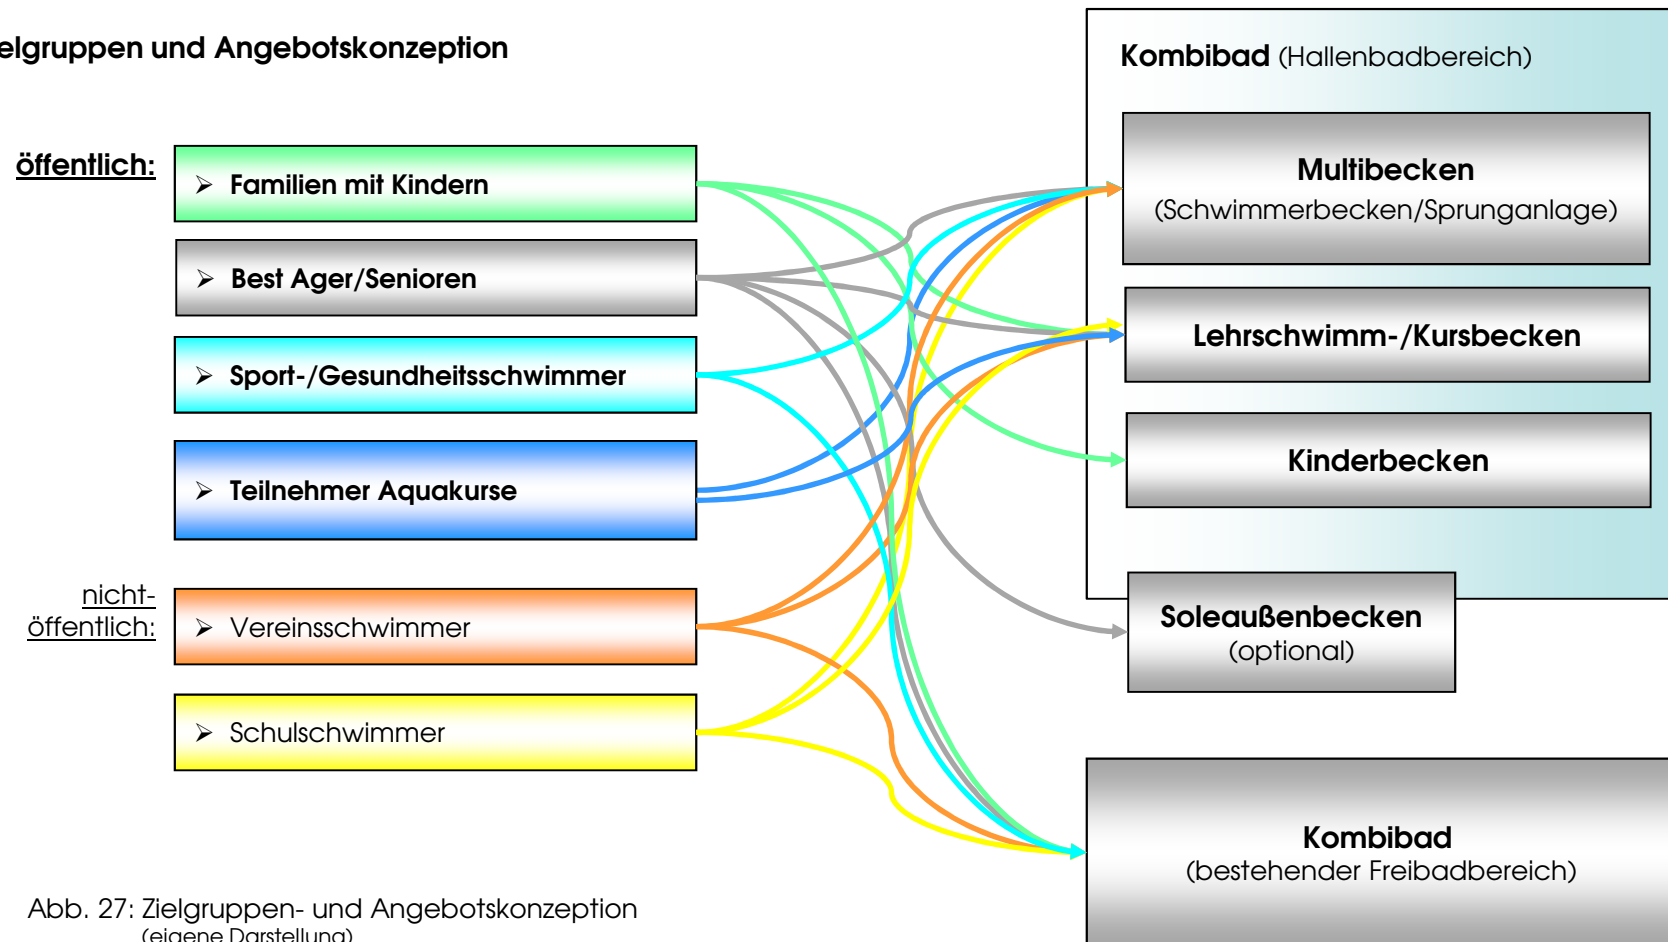 elgruppen und Angebotskonzeption
öffentlich:
➢ Familien mit Kindern
➢ Best Ager/Senioren
➢ Sport-/Gesundheitsschwimmer
➢ Teilnehmer Aquakurse
nicht-
öffentlich:
➢ Vereinsschwimmer
➢ Schulschwimmer
Kombibad (Hallenbadbereich)
Multibecken
(Schwimmerbecken/Sprunganlage)
Lehrschwimm-/Kursbecken
Kinderbecken
Soleaußenbecken
(optional)
Kombibad
(bestehender Freibadbereich)
Abb. 27: Zielgruppen- und Angebotskonzeption
(eigene Darstellung)